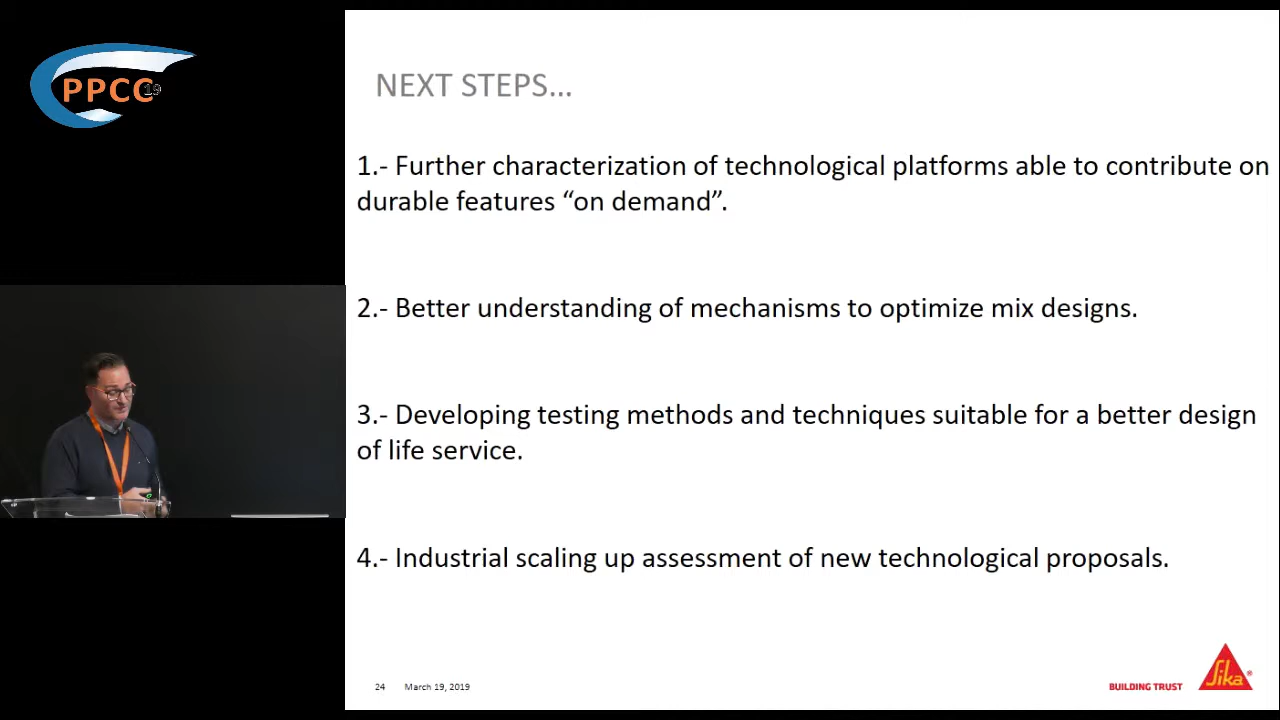 PPCC 19
NEXT STEPS...
1.- Further characterization of technological platforms able to contribute on
durable features “on demand”.
2.- Better understanding of mechanisms to optimize mix designs.
3.- Developing testing methods and techniques suitable for a better design
of life service.
4.- Industrial scaling up assessment of new technological proposals.
24 March 19, 2019
BUILDING TRUST
Sika®